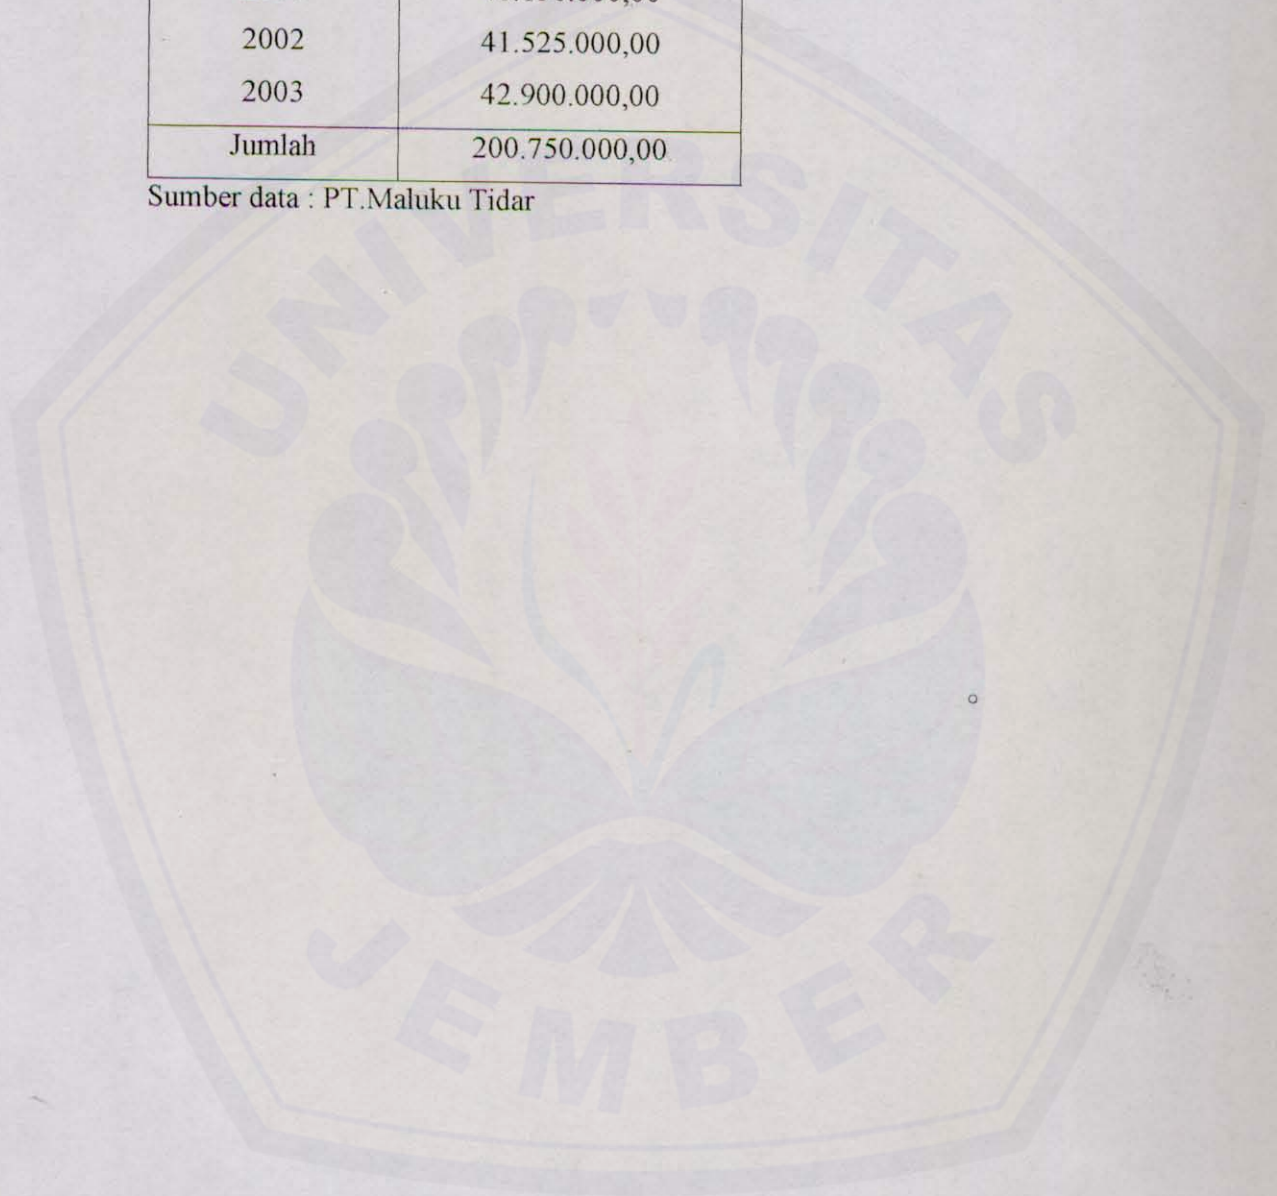 2002 41.525.000,00
2003 42.900.000,00
Jumlah 200.750.000,00
Sumber data : PT.Maluku Tidar
UNIVERSITAS
JEMBER